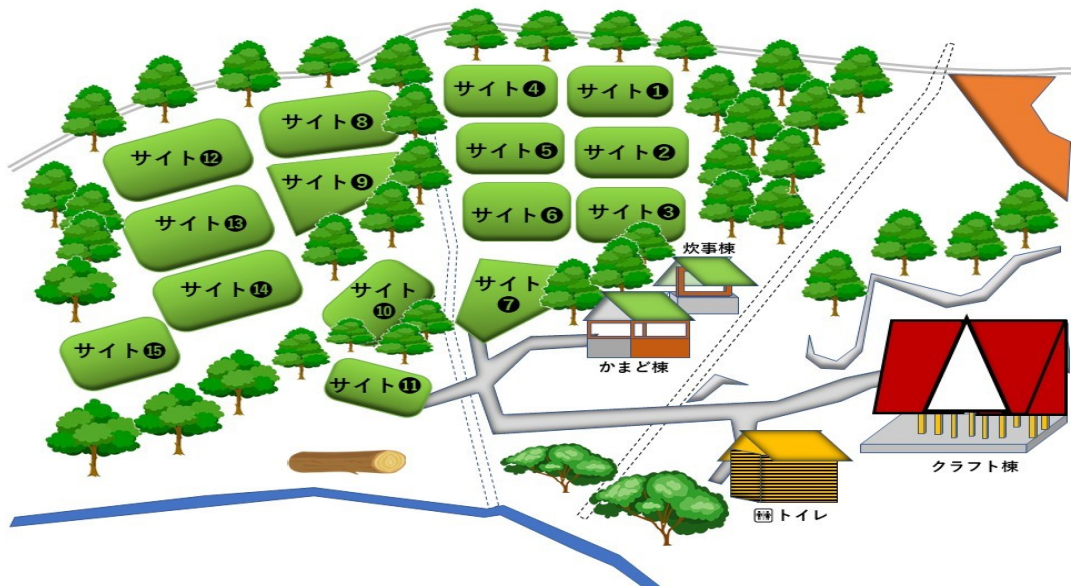 サイト❹
サイト❶
サイト❽
サイト⓬
サイト❺
サイト❷
サイト❾
サイト⓭
サイト❻
サイト❸
炊事棟
サイト⓮
サイト
❿
サイト
❼
サイト⓯
サイト⓫
かまど棟
クラフト棟
トイレ